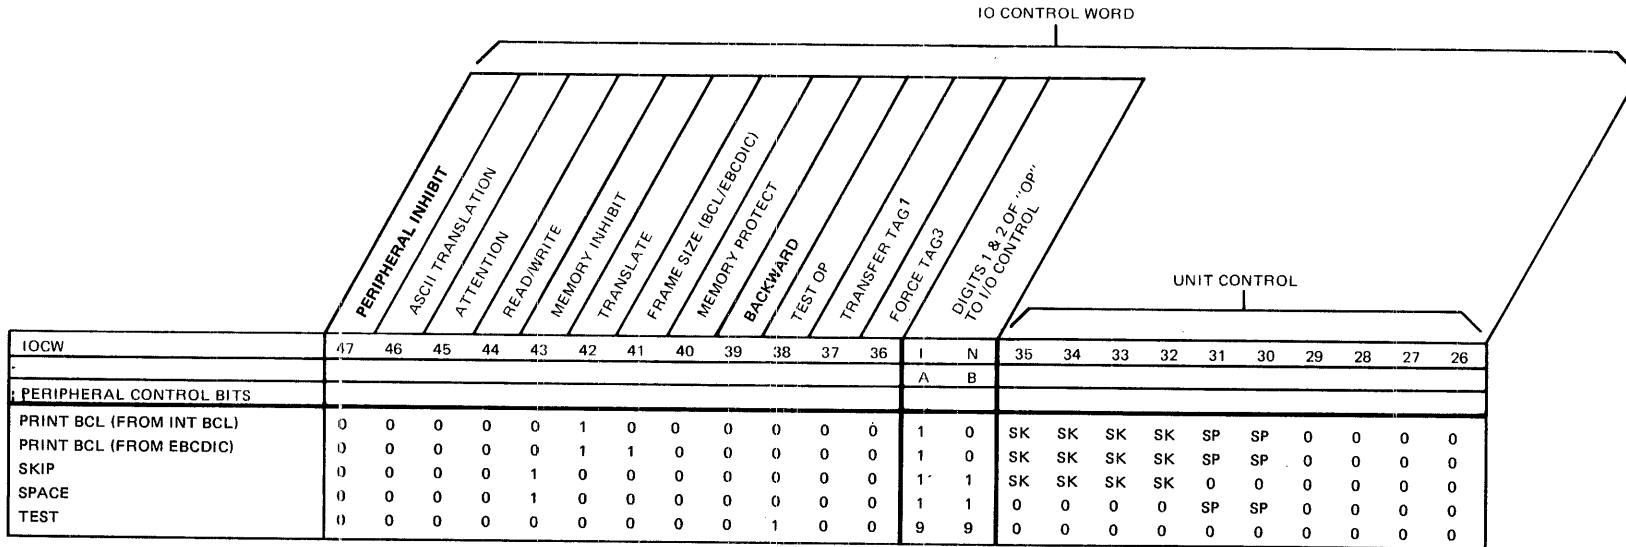 IO CONTROL WORD
PERIPHERAL INHIBIT
ASCII TRANSLATION
ATTENTION
READ/WRITE
MEMORY INHIBIT
TRANSLATE
FRAME SIZE (BCL/EBCDIC)
MEMORY PROTECT
BACKWARD
TEST OP
TRANSFER TAG1
FORCE TAG3
DIGITS 1 & 2 OF "OP"
TO I/O CONTROL
UNIT CONTROL
IOCW 47 46 45 44 43 42 41 40 39 38 37 36 I N 35 34 33 32 31 30 29 28 27 26
A B
PERIPHERAL CONTROL BITS
PRINT BCL (FROM INT BCL) 0 0 0 0 0 1 0 0 0 0 0 0 1 0 SK SK SK SK SP SP 0 0 0 0
PRINT BCL (FROM EBCDIC) 0 0 0 0 0 1 1 0 0 0 0 0 1 0 SK SK SK SK SP SP 0 0 0 0
SKIP 0 0 0 0 1 0 0 0 0 0 0 0 1 1 SK SK SK SK 0 0 0 0 0 0
SPACE 0 0 0 0 1 0 0 0 0 0 0 0 1 1 0 0 0 0 SP SP 0 0 0 0
TEST 0 0 0 0 0 0 0 0 0 1 0 0 9 9 0 0 0 0 0 0 0 0 0 0